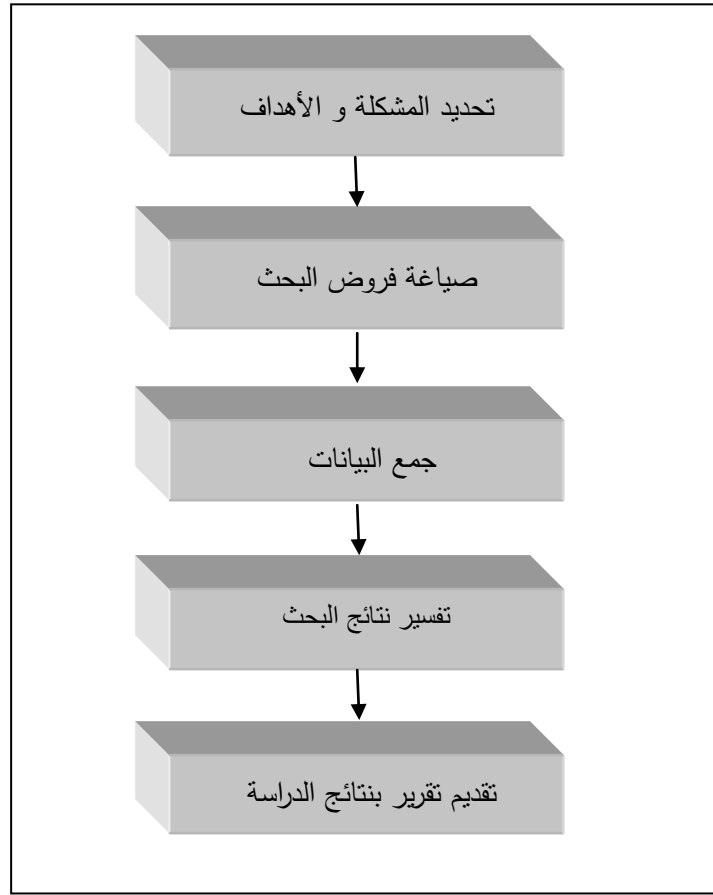 تحديد المشكلة و الأهداف
صياغة فروض البحث
جمع البيانات
تفسير نتائج البحث
تقديم تقرير بنتائج الدراسة